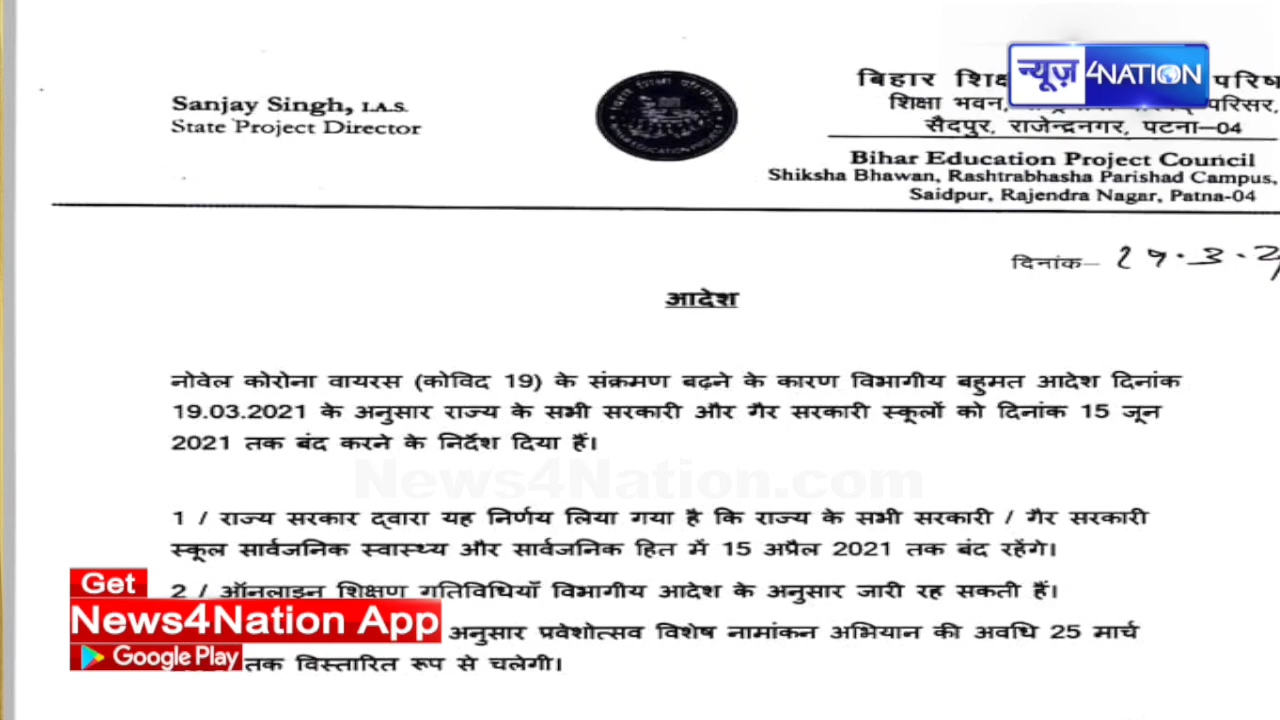 न्यूज़ 4NATION
Sanjay Singh, I.A.S.
State Project Director
बिहार शिक्षा परिष
शिक्षा भवन, परिसर,
सैदपुर, राजेन्द्रनगर, पटना–04
Bihar Education Project Council
Shiksha Bhawan, Rashtrabhasha Parishad Campus,
Saidpur, Rajendra Nagar, Patna-04
दिनांक–
आदेश
नोवेल कोरोना वायरस (कोविद 19) के संक्रमण बढ़ने के कारण विभागीय बहुमत आदेश दिनांक
19.03.2021 के अनुसार राज्य के सभी सरकारी और गैर सरकारी स्कूलों को दिनांक 15 जून
2021 तक बंद करने के निर्देश दिया हैं।
News4Nation.com
1 / राज्य सरकार द्वारा यह निर्णय लिया गया है कि राज्य के सभी सरकारी / गैर सरकारी
स्कूल सार्वजनिक स्वास्थ्य और सार्वजनिक हित में 15 अप्रैल 2021 तक बंद रहेंगे।
2 / ऑनलाइन शिक्षण गतिविधियाँ विभागीय आदेश के अनुसार जारी रह सकती हैं।
अनुसार प्रवेशोत्सव विशेष नामांकन अभियान की अवधि 25 मार्च
तक विस्तारित रूप से चलेगी।
Get
News4Nation App
Google Play